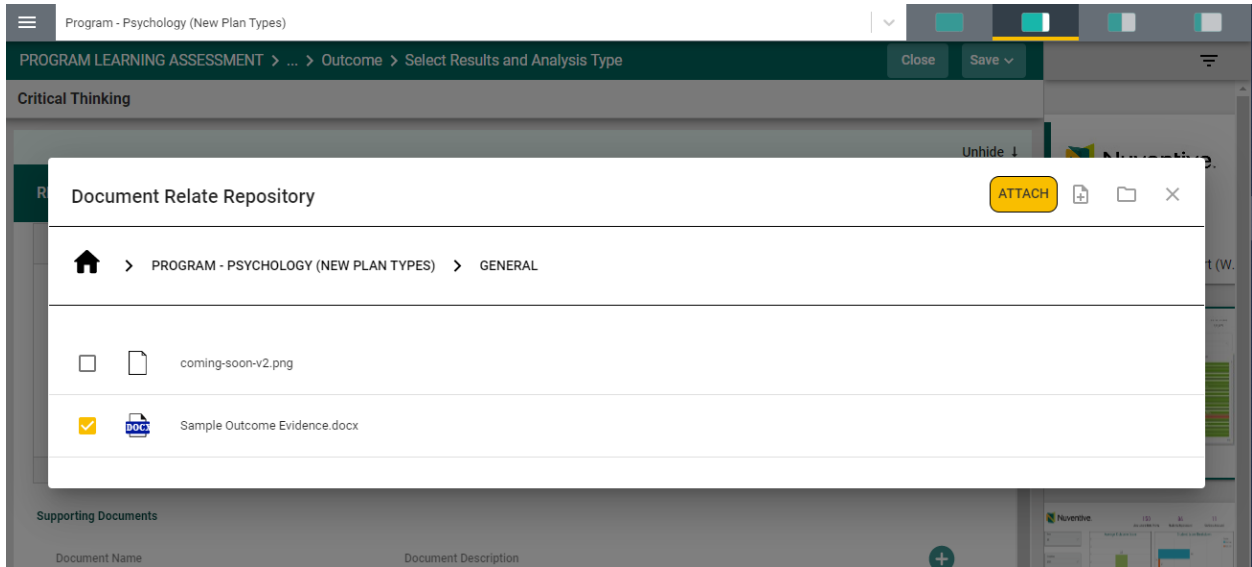 Program - Psychology (New Plan Types)
PROGRAM LEARNING ASSESSMENT > ... > Outcome > Select Results and Analysis Type
Close
Save
Critical Thinking
Unhide
Nuventive.
R
Document Relate Repository
ATTACH
PROGRAM - PSYCHOLOGY (NEW PLAN TYPES) > GENERAL
t (W.
coming-soon-v2.png
DOCX
Sample Outcome Evidence.docx
Supporting Documents
Document Name
Document Description
Nuventive.